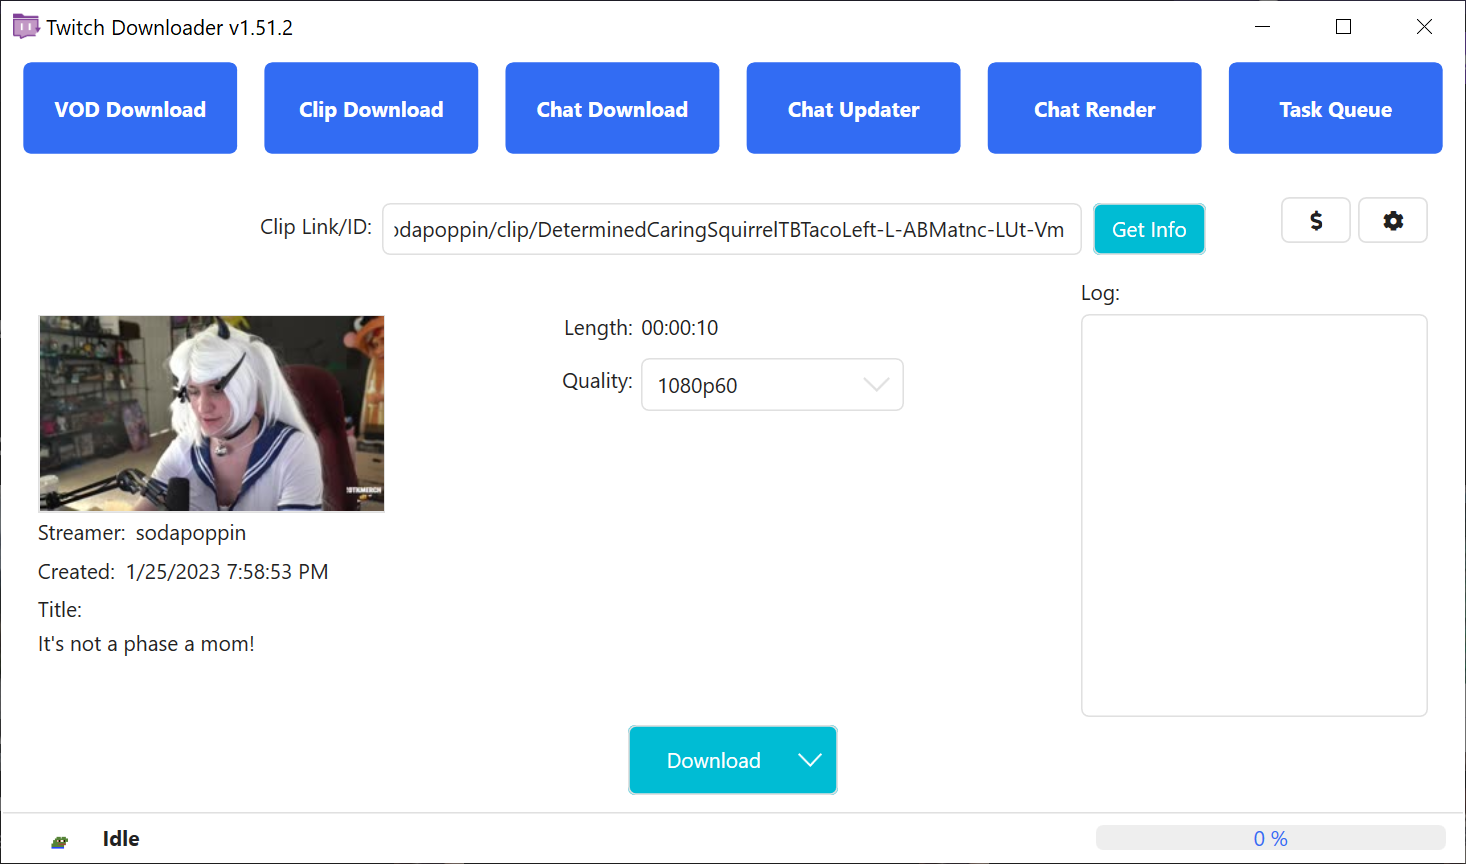 Twitch Downloader v1.51.2
VOD Download
Clip Download
Chat Download
Chat Updater
Chat Render
Task Queue
Clip Link/ID:
odapoppin/clip/DeterminedCaringSquirrelTBTacoLeft-L-ABMatnc-LUt-Vm
Get Info
$
Log:
Length: 00:00:10
Quality: 1080p60
Streamer: sodapoppin
Created: 1/25/2023 7:58:53 PM
Title:
It's not a phase a mom!
Download
Idle
0 %